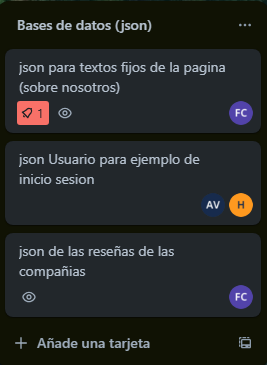 Bases de datos (json)
json para textos fijos de la pagina
(sobre nosotros)
1
FC
json Usuario para ejemplo de
inicio sesion
AV H
json de las reseñas de las
compañias
FC
Añade una tarjeta